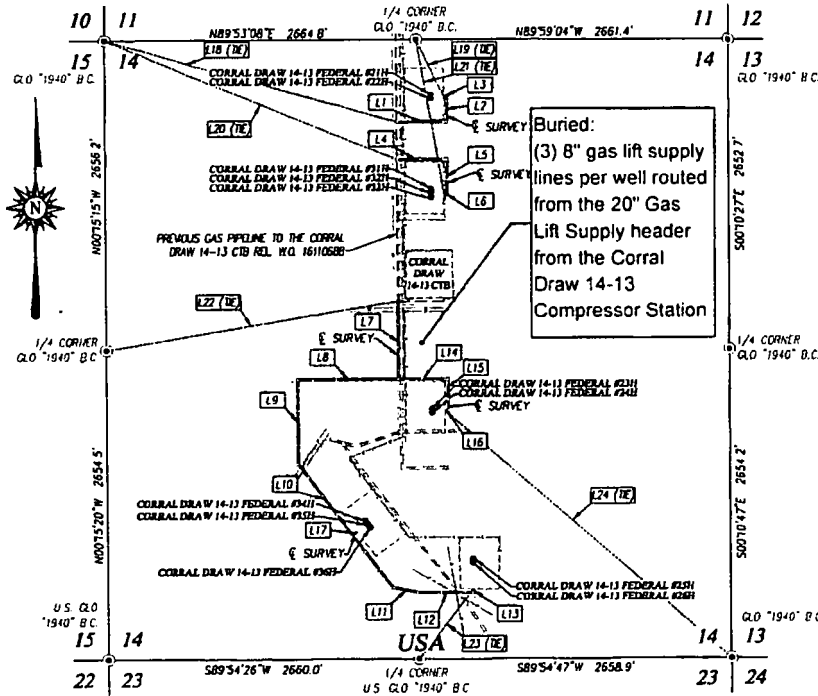 1/4 CORNER
GLO "1940" B.C.
10 11
N89°53'08"E 2664.8'
N89°59'04"W 2661.4'
11 12
15 14
14 13
GLO "1940" B.C.
GLO "1940" B.C.
L18 (TIE)
L19 (TIE)
L21 (TIE)
CORRAL DRAW 14-13 FEDERAL #21H
CORRAL DRAW 14-13 FEDERAL #22H
L3
L1
L2
SURVEY
L20 (TIE)
L4
L5
SURVEY
CORRAL DRAW 14-13 FEDERAL #31H
CORRAL DRAW 14-13 FEDERAL #32H
CORRAL DRAW 14-13 FEDERAL #33H
L6
Buried:
(3) 8" gas lift supply
lines per well routed
from the 20" Gas
Lift Supply header
from the Corral
Draw 14-13
Compressor Station
N00°15'15"W 2656.2'
S00°10'27"E 2652.7'
N
PREVIOUS GAS PIPELINE TO THE CORRAL
DRAW 14-13 CTB REL. W.O. 16110688
CORRAL
DRAW
14-13 CTB
L22 (TIE)
L7
SURVEY
1/4 CORNER
GLO "1940" B.C.
1/4 CORNER
GLO "1940" B.C.
L8
L14
L15
CORRAL DRAW 14-13 FEDERAL #23H
CORRAL DRAW 14-13 FEDERAL #24H
SURVEY
L9
L16
L10
N00°15'20"W 2654.5'
S00°10'47"E 2654.2'
L24 (TIE)
CORRAL DRAW 14-13 FEDERAL #34H
CORRAL DRAW 14-13 FEDERAL #35H
L17
SURVEY
CORRAL DRAW 14-13 FEDERAL #36H
CORRAL DRAW 14-13 FEDERAL #25H
CORRAL DRAW 14-13 FEDERAL #26H
L11
L12
L13
U.S. GLO
"1940" B.C.
GLO "1940" B.C.
15 14
USA
L23 (TIE)
14 13
22 23
S89°54'26"W 2660.0'
1/4 CORNER
U.S. GLO "1940" B.C.
S89°54'47"W 2658.9'
23 24